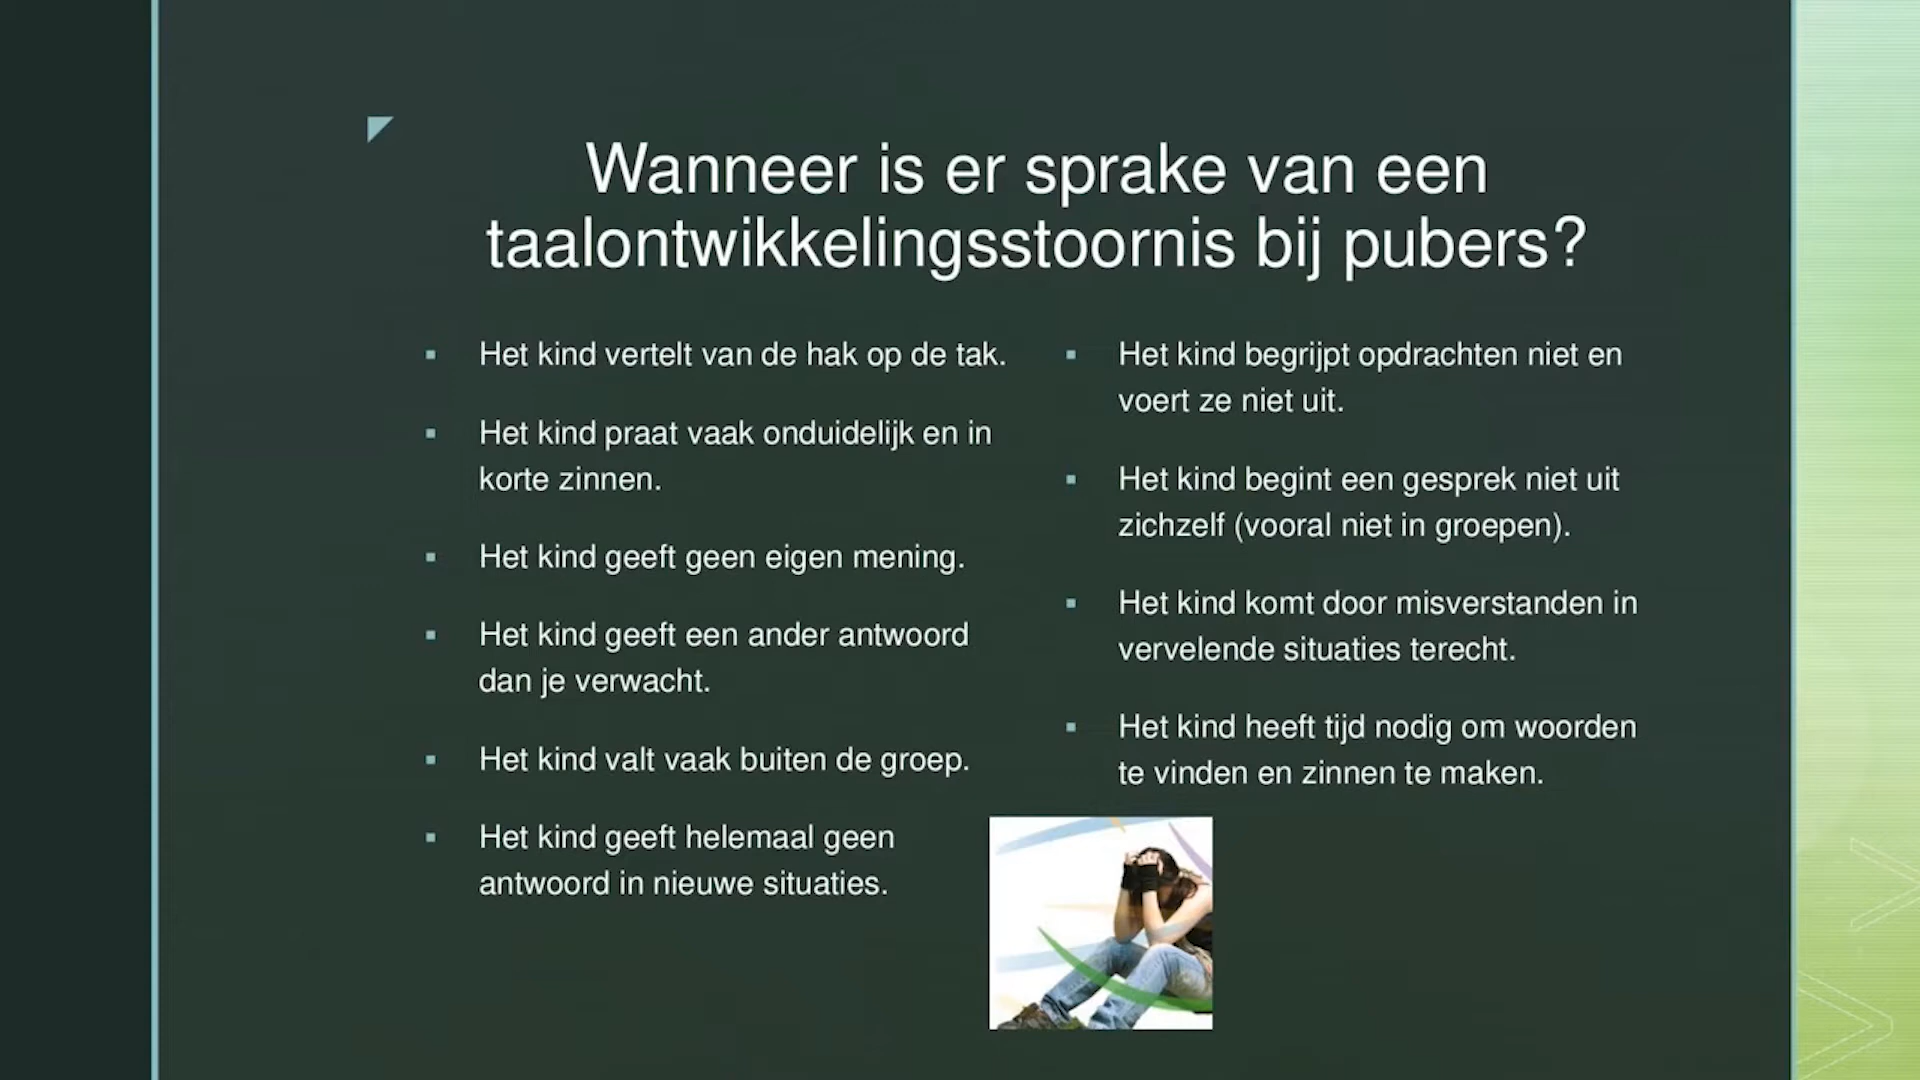 Wanneer is er sprake van een
taalontwikkelingsstoornis bij pubers?
Het kind vertelt van de hak op de tak.
Het kind praat vaak onduidelijk en in
korte zinnen.
Het kind geeft geen eigen mening.
Het kind geeft een ander antwoord
dan je verwacht.
Het kind valt vaak buiten de groep.
Het kind geeft helemaal geen
antwoord in nieuwe situaties.
Het kind begrijpt opdrachten niet en
voert ze niet uit.
Het kind begint een gesprek niet uit
zichzelf (vooral niet in groepen).
Het kind komt door misverstanden in
vervelende situaties terecht.
Het kind heeft tijd nodig om woorden
te vinden en zinnen te maken.